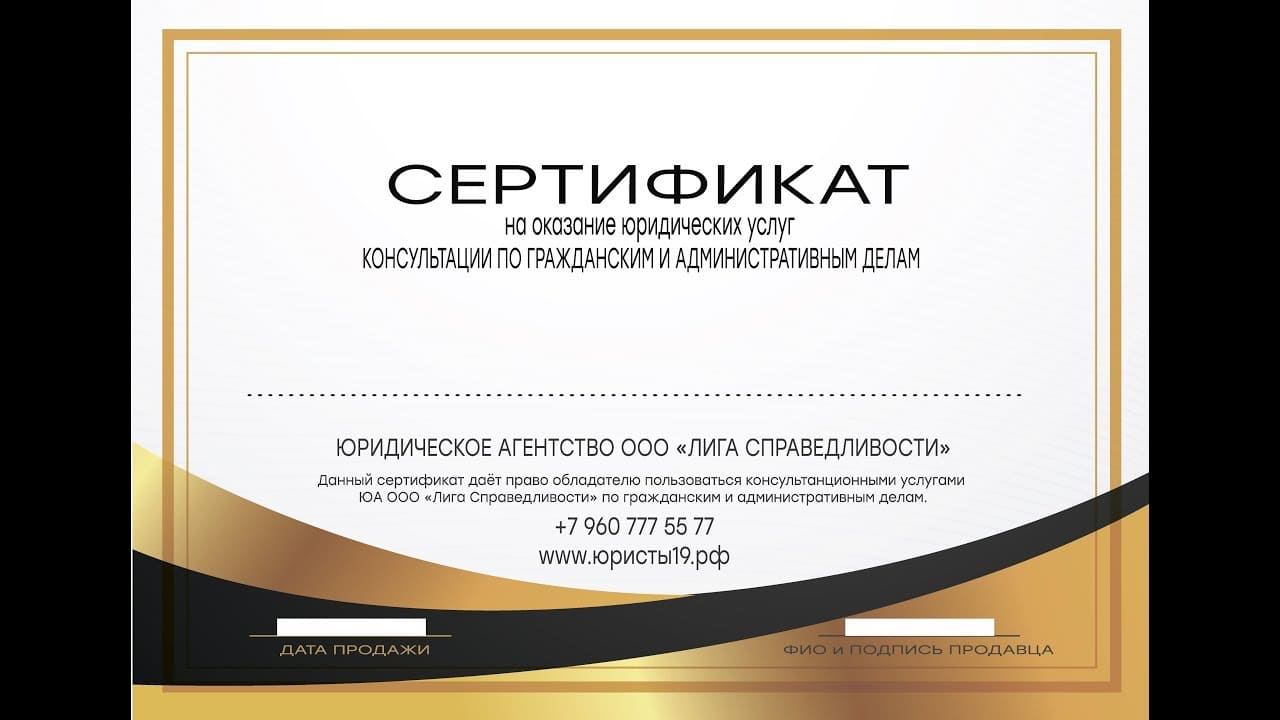 СЕРТИФИКАТ
на оказание юридических услуг
КОНСУЛЬТАЦИИ ПО ГРАЖДАНСКИМ И АДМИНИСТРАТИВНЫМ ДЕЛАМ
ЮРИДИЧЕСКОЕ АГЕНТСТВО ООО «ЛИГА СПРАВЕДЛИВОСТИ»
Данный сертификат даёт право обладателю пользоваться консультанционными услугами
ЮА ООО «Лига Справедливости» по гражданским и административным делам.
+7 960 777 55 77
www.юристы19.рф
ДАТА ПРОДАЖИ
ФИО и ПОДПИСЬ ПРОДАВЦА